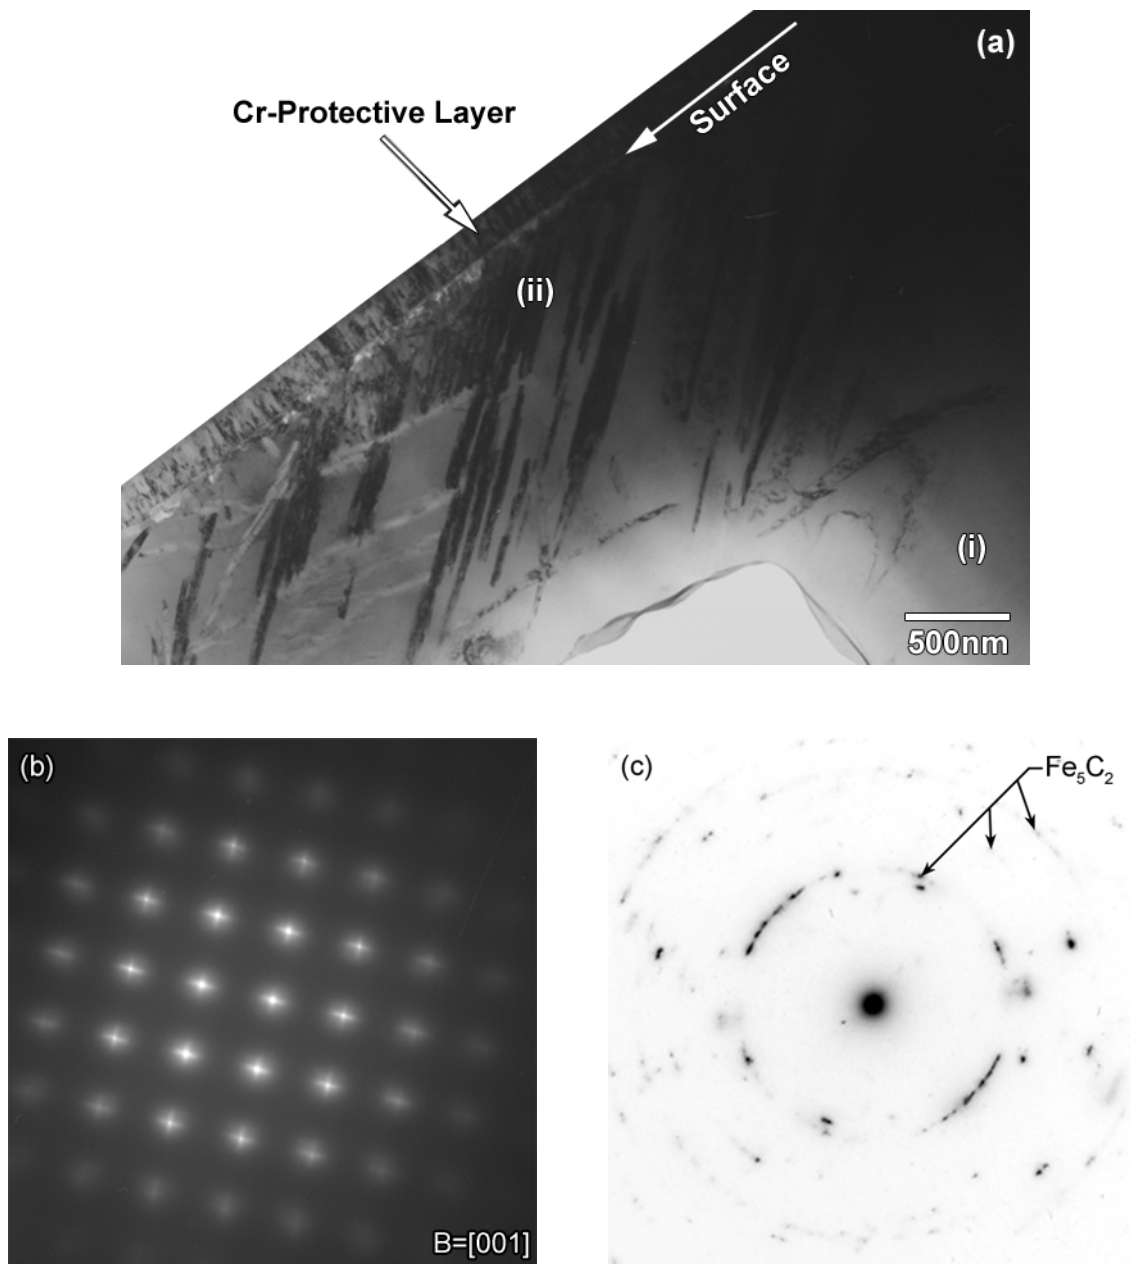 (a)
Surface
Cr-Protective Layer
(ii)
(i)
500nm
(b)
B=[001]
(c)
Fe₅C₂